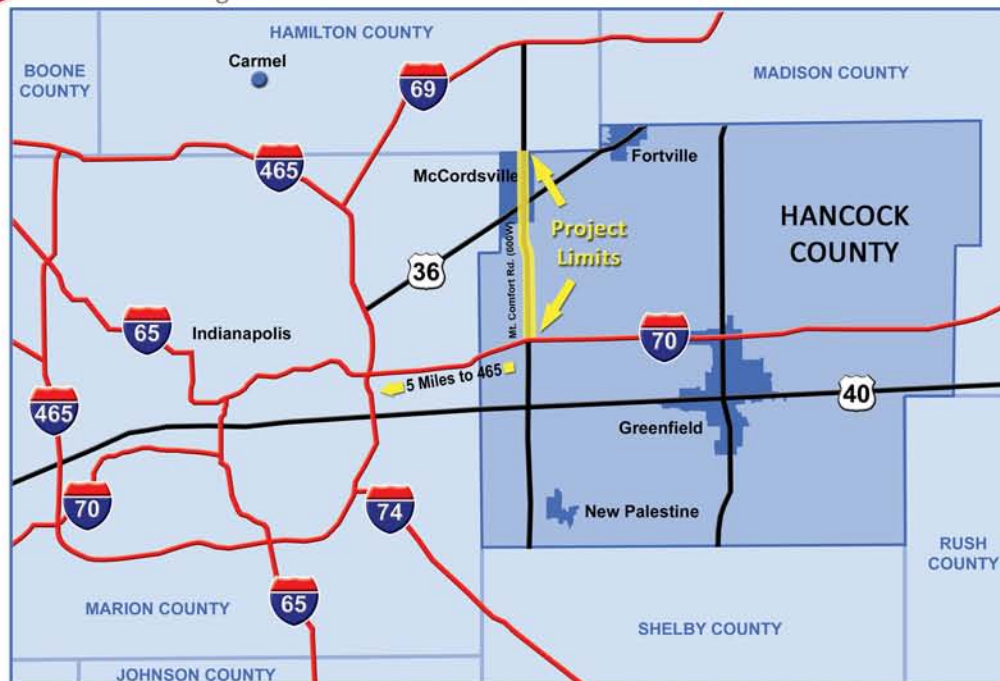 HAMILTON COUNTY
BOONE
COUNTY
Carmel
69
MADISON COUNTY
465
McCordsville
Fortville
HANCOCK
COUNTY
Project
Limits
Mt. Comfort Rd. (600W)
36
65
Indianapolis
70
5 Miles to 465
465
40
Greenfield
70
74
New Palestine
RUSH
COUNTY
65
MARION COUNTY
SHELBY COUNTY
JOHNSON COUNTY